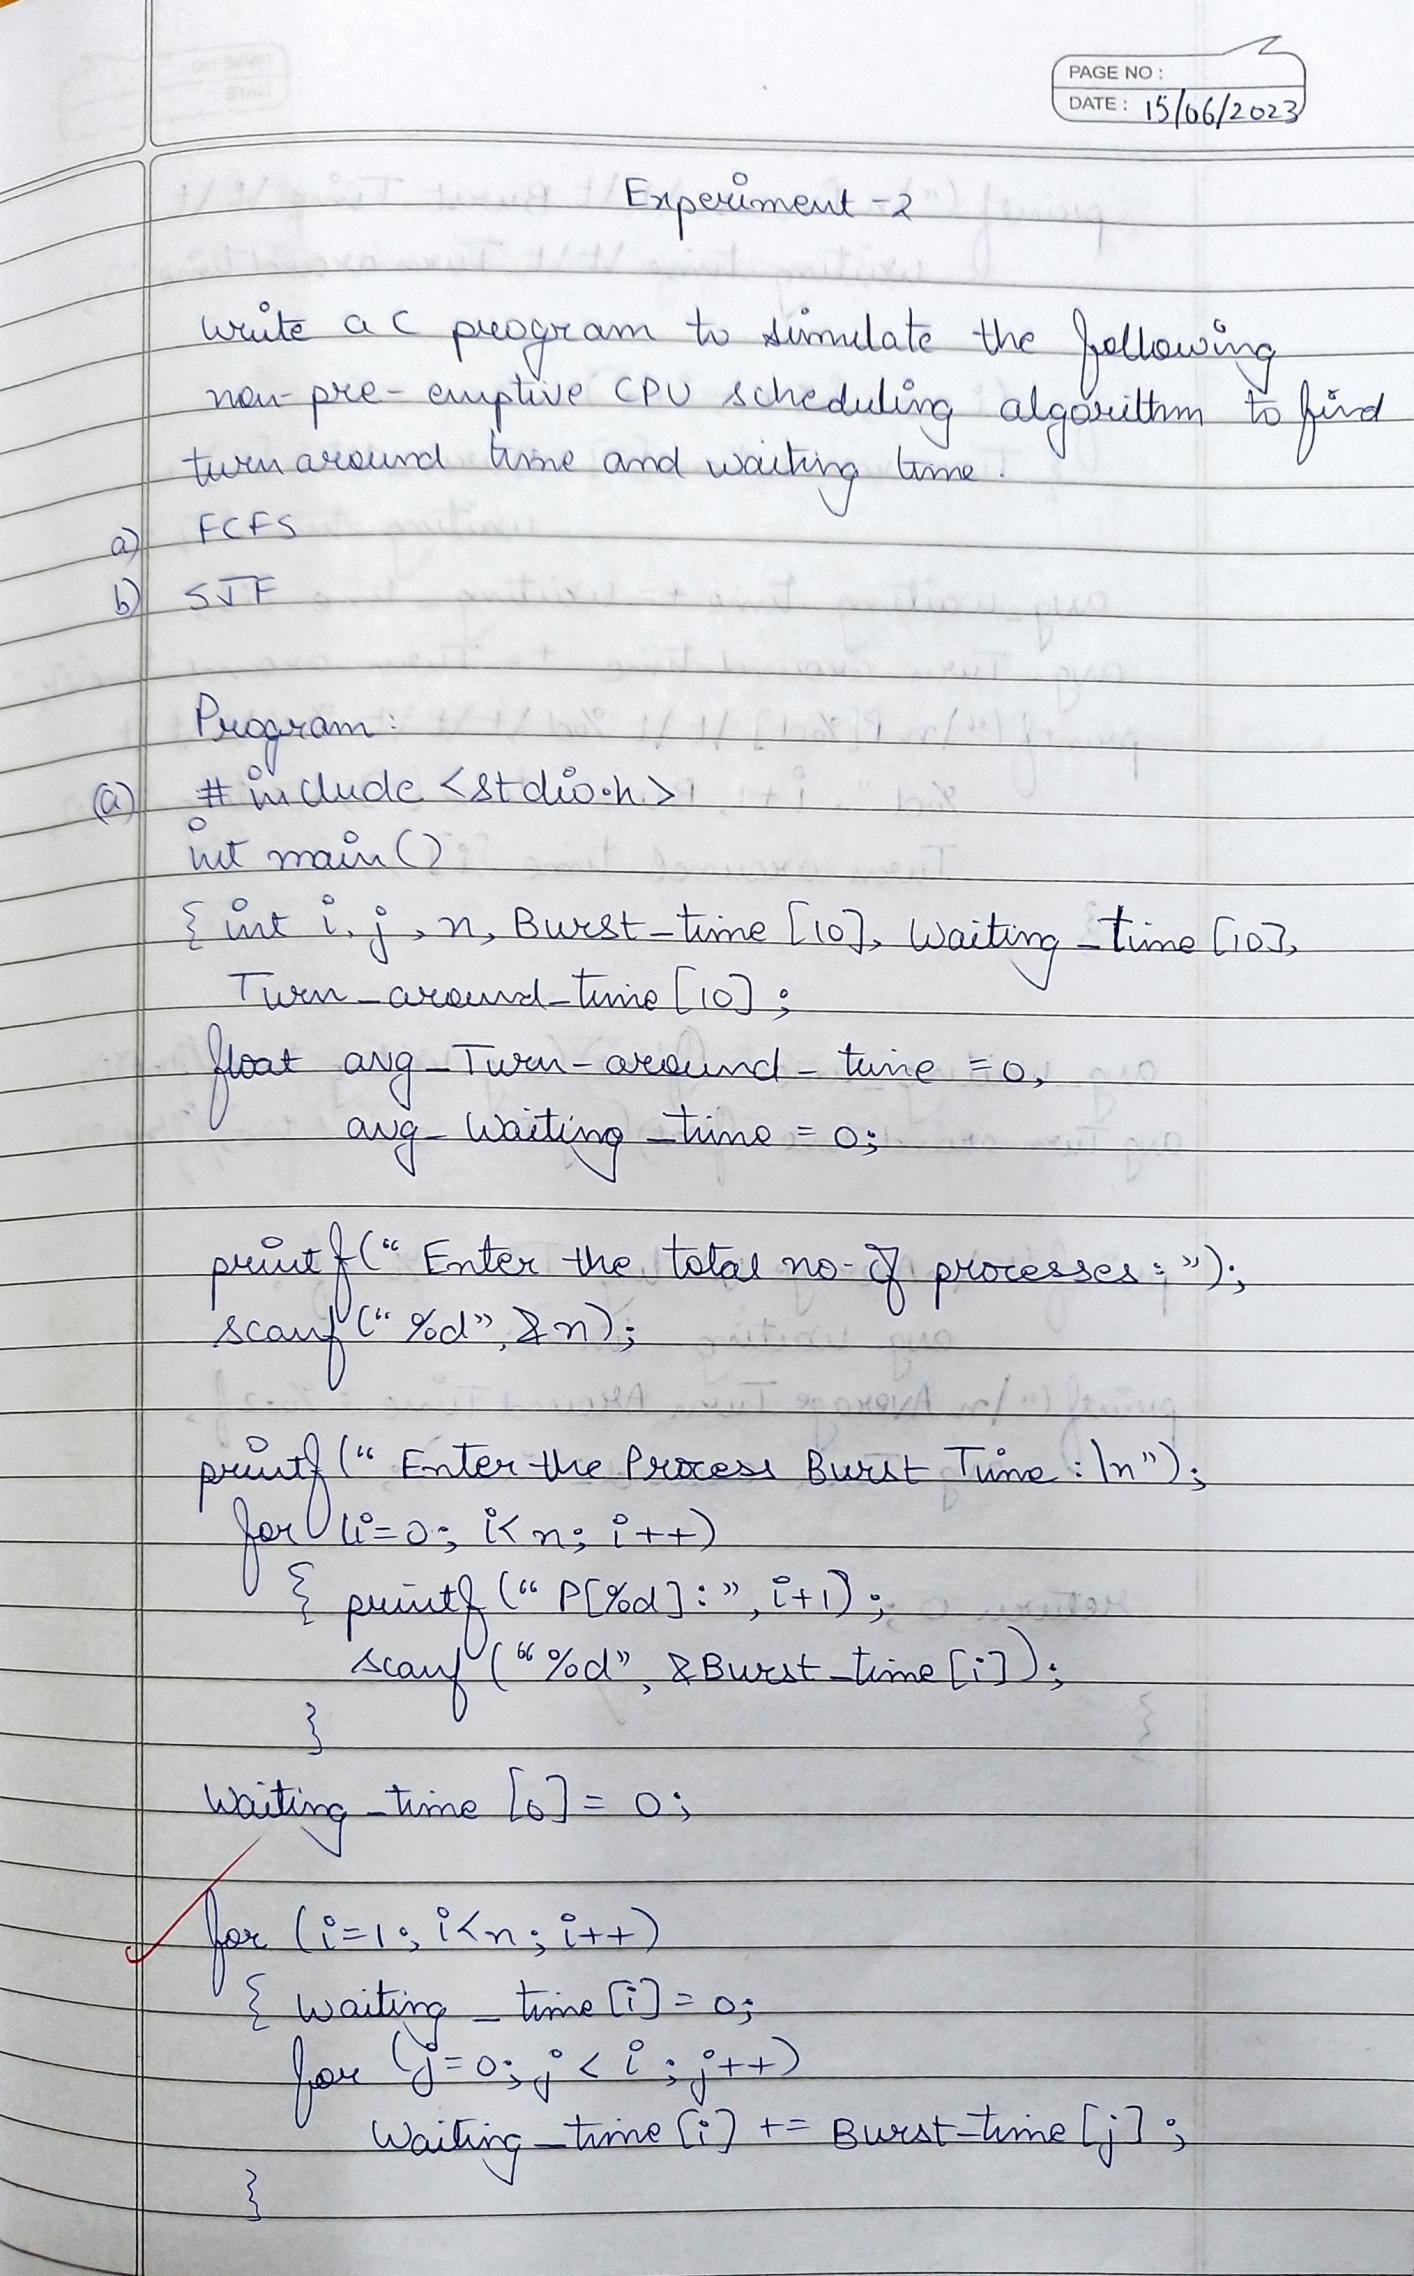 PAGE NO :
DATE : 15/06/2023
Experiment - 2
write a C program to simulate the following
non-pre-emptive CPU scheduling algorithm to find
turn around time and waiting time.
a) FCFS
b) SJF
Program:
(a) #include <stdio.h>
int main()
{ int i, j, n, Burst_time [10], Waiting_time [10],
Turn_around_time [10];
float avg_Turn_around_time = 0,
avg_Waiting_time = 0;
printf(" Enter the total no. of processes: ");
scanf("%d", &n);
printf(" Enter the Process Burst Time :\n");
for (i=0; i<n; i++)
{ printf (" P[%d]:", i+1);
scanf ("%d", &Burst_time [i]);
}
Waiting_time [0] = 0;
for (i=1; i<n; i++)
{ waiting_time [i] = 0;
for (j=0; j < i ; j++)
Waiting_time [i] += Burst_time [j] ;
}